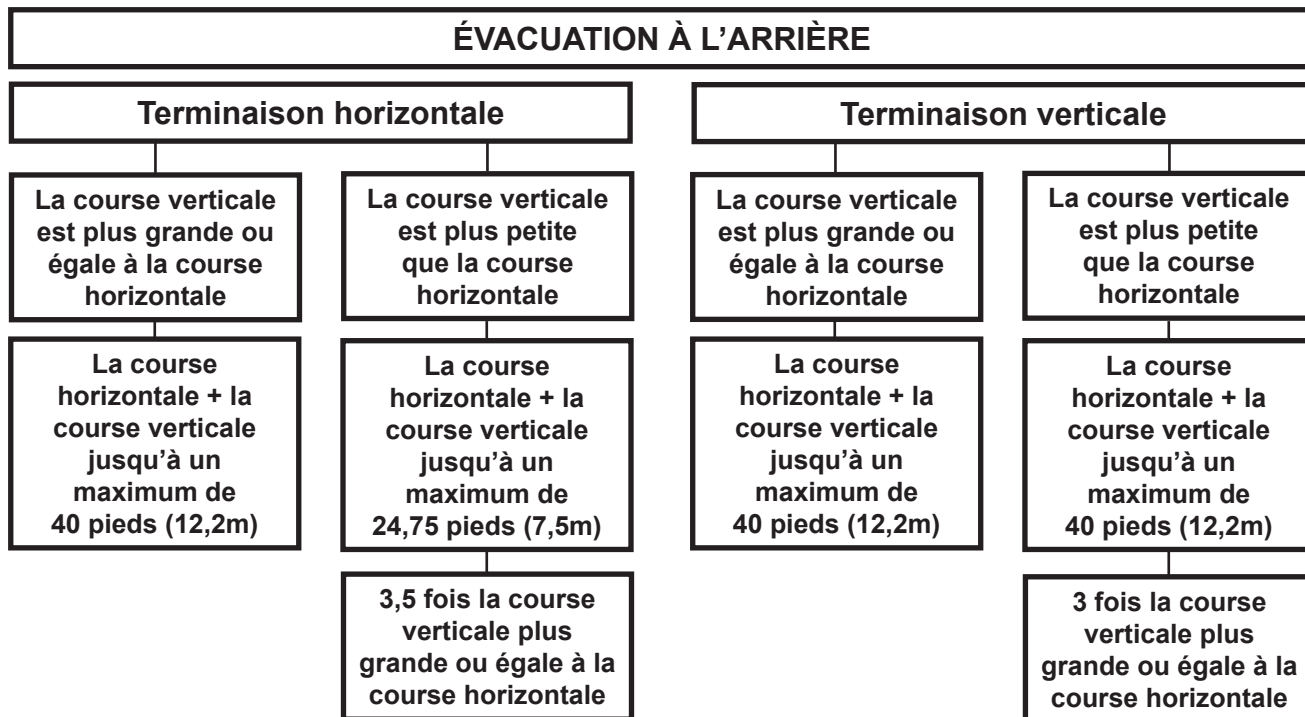 ÉVACUATION À L’ARRIÈRE
Terminaison horizontale
La course verticale
est plus grande ou
égale à la course
horizontale
La course
horizontale + la
course verticale
jusqu’à un
maximum de
40 pieds (12,2m)
La course verticale
est plus petite
que la course
horizontale
La course
horizontale + la
course verticale
jusqu’à un
maximum de
24,75 pieds (7,5m)
3,5 fois la course
verticale plus
grande ou égale à la
course horizontale
Terminaison verticale
La course verticale
est plus grande ou
égale à la course
horizontale
La course
horizontale + la
course verticale
jusqu’à un
maximum de
40 pieds (12,2m)
La course verticale
est plus petite
que la course
horizontale
La course
horizontale + la
course verticale
jusqu’à un
maximum de
40 pieds (12,2m)
3 fois la course
verticale plus
grande ou égale à la
course horizontale